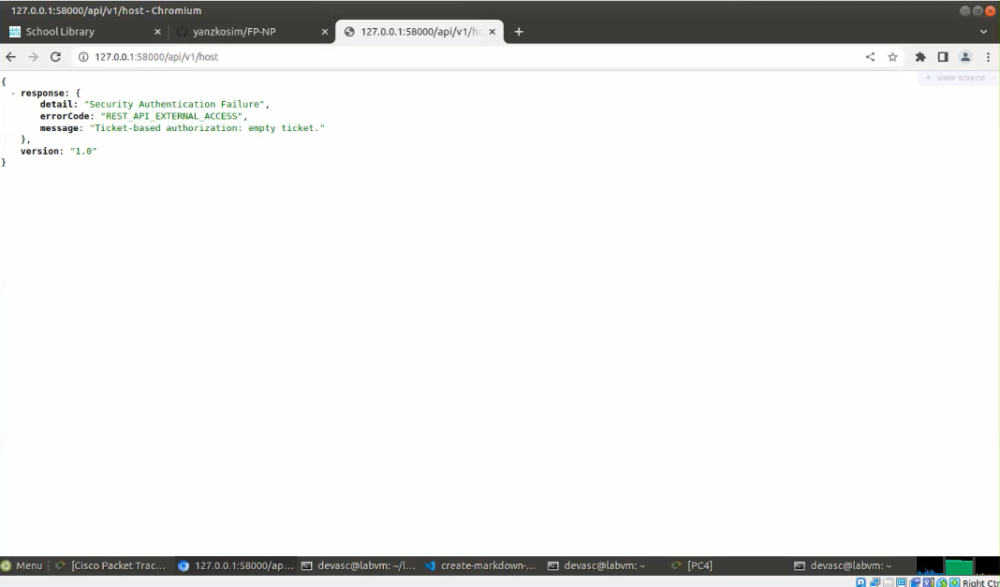 127.0.0.1:58000/api/v1/host - Chromium
School Library
yanzkosim/FP-NP
127.0.0.1:58000/api/v1/ho
127.0.0.1:58000/api/v1/host
+ view source
{
- response: {
detail: "Security Authentication Failure",
errorCode: "REST_API_EXTERNAL_ACCESS",
message: "Ticket-based authorization: empty ticket."
},
version: "1.0"
}
Menu
[Cisco Packet Trac...
127.0.0.1:58000/ap...
devasc@labvm: ~/l...
create-markdown-...
devasc@labvm: ~
[PC4]
devasc@labvm: ~
Right Ctr